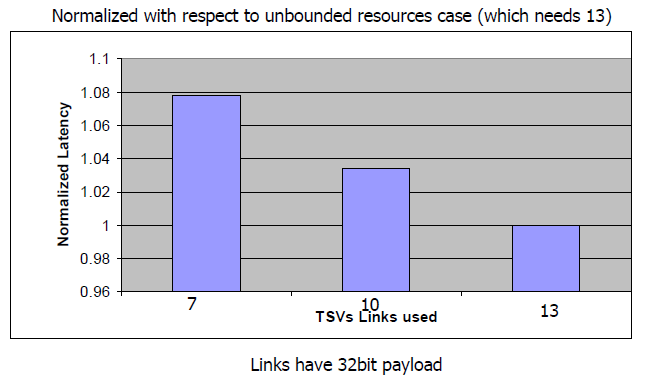 Normalized with respect to unbounded resources case (which needs 13)
1.1
1.08
1.06
1.04
1.02
1
0.98
0.96
Normalized Latency
7
10
13
TSVs Links used
Links have 32bit payload